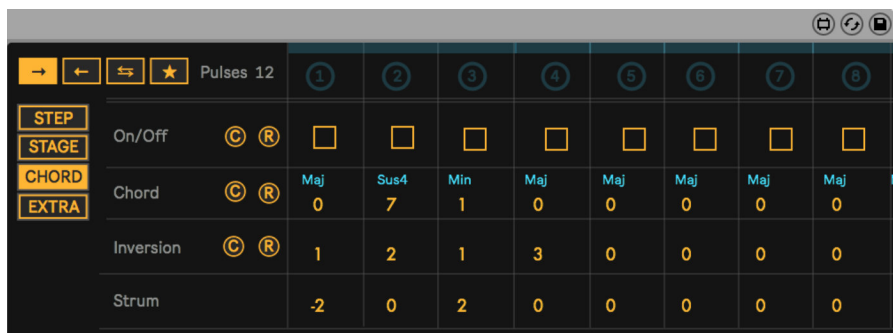 → ← ⇆ ★ Pulses 12 1 2 3 4 5 6 7 8
STEP
STAGE
CHORD
EXTRA
On/Off C R
Chord C R Maj Sus4 Min Maj Maj Maj Maj Maj
0 7 1 0 0 0 0 0
Inversion C R 1 2 1 3 0 0 0 0
Strum -2 0 2 0 0 0 0 0